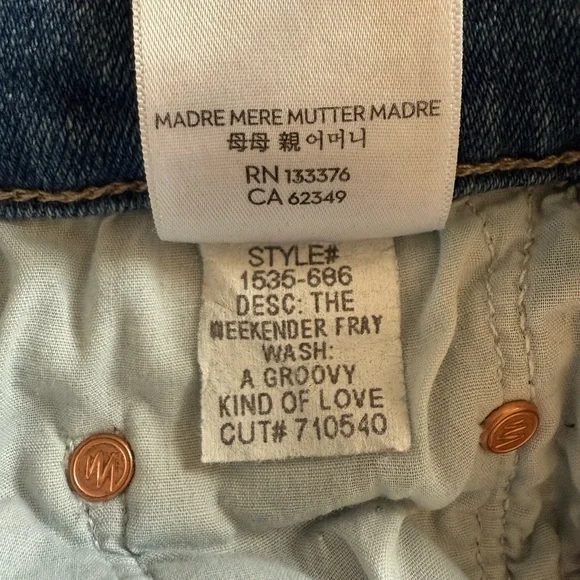 MADRE MERE MUTTER MADRE
母母 親 어머니
RN 133376
CA 62349
STYLE#
1535-686
DESC: THE
WEEKENDER FRAY
WASH:
A GROOVY
KIND OF LOVE
CUT# 710540
M